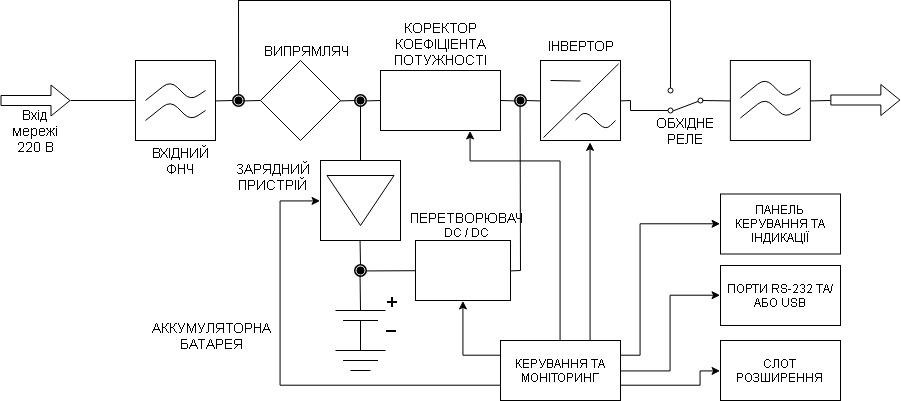 КОРЕКТОР
КОЕФІЦІЕНТА
ПОТУЖНОСТІ
ІНВЕРТОР
ВИПРЯМЛЯЧ
Вхід
мережі
220 В
ВХІДНИЙ
ФНЧ
ОБХІДНЕ
РЕЛЕ
ЗАРЯДНИЙ
ПРИСТРІЙ
ПЕРЕТВОРЮВАЧ
DC / DC
ПАНЕЛЬ
КЕРУВАННЯ ТА
ІНДИКАЦІЇ
ПОРТИ RS-232 ТА/
АБО USB
+
–
АККУМУЛЯТОРНА
БАТАРЕЯ
КЕРУВАННЯ ТА
МОНІТОРИНГ
СЛОТ
РОЗШИРЕННЯ